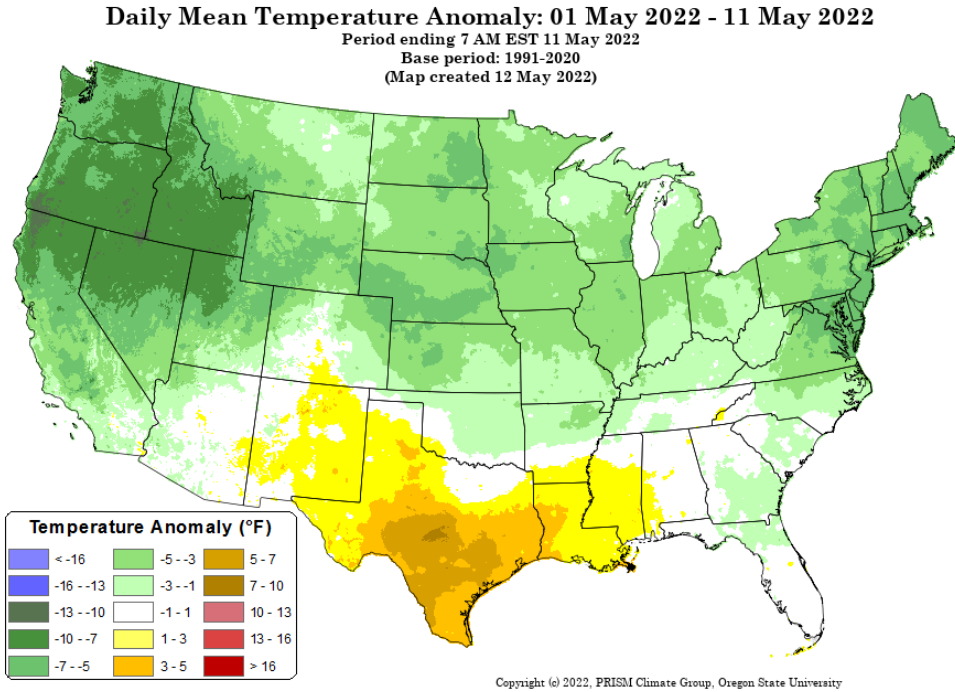 Daily Mean Temperature Anomaly: 01 May 2022 - 11 May 2022
Period ending 7 AM EST 11 May 2022
Base period: 1991-2020
(Map created 12 May 2022)
Temperature Anomaly (°F)
< -16
-16 - -13
-13 - -10
-10 - -7
-7 - -5
-5 - -3
-3 - -1
-1 - 1
1 - 3
3 - 5
5 - 7
7 - 10
10 - 13
13 - 16
> 16
Copyright (c) 2022, PRISM Climate Group, Oregon State University